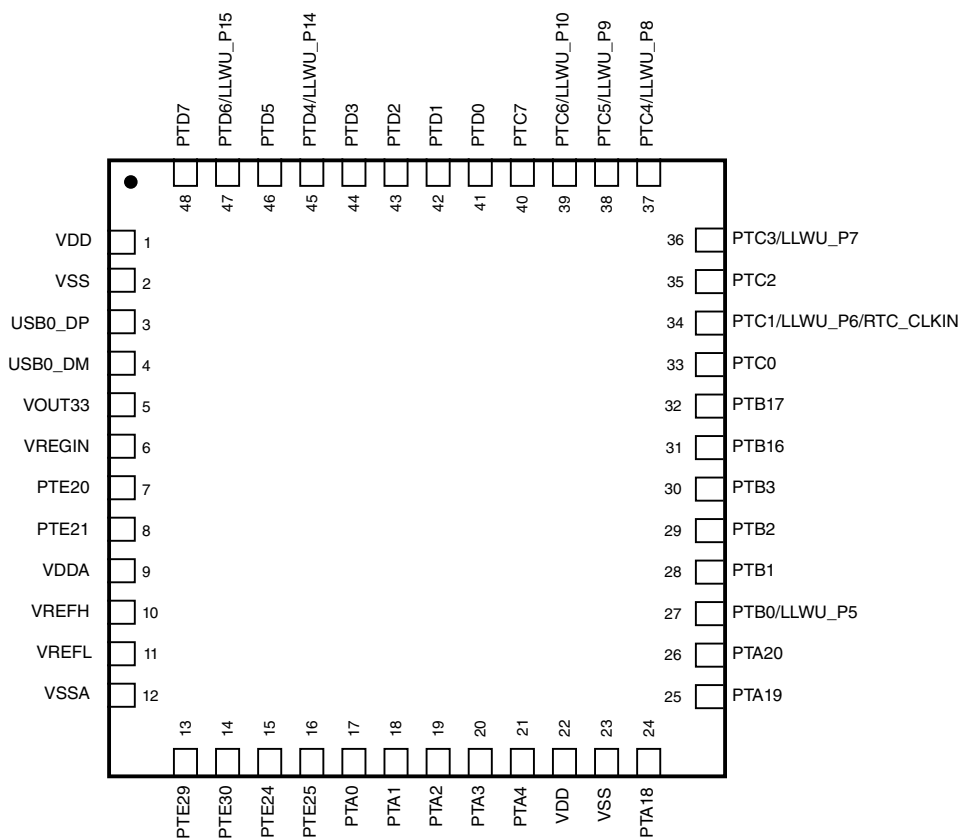 PTD7
PTD6/LLWU_P15
PTD5
PTD4/LLWU_P14
PTD3
PTD2
PTD1
PTD0
PTC7
PTC6/LLWU_P10
PTC5/LLWU_P9
PTC4/LLWU_P8
48
47
46
45
44
43
42
41
40
39
38
37
VDD 1
VSS 2
USB0_DP 3
USB0_DM 4
VOUT33 5
VREGIN 6
PTE20 7
PTE21 8
VDDA 9
VREFH 10
VREFL 11
VSSA 12
36 PTC3/LLWU_P7
35 PTC2
34 PTC1/LLWU_P6/RTC_CLKIN
33 PTC0
32 PTB17
31 PTB16
30 PTB3
29 PTB2
28 PTB1
27 PTB0/LLWU_P5
26 PTA20
25 PTA19
13
14
15
16
17
18
19
20
21
22
23
24
PTE29
PTE30
PTE24
PTE25
PTA0
PTA1
PTA2
PTA3
PTA4
VDD
VSS
PTA18